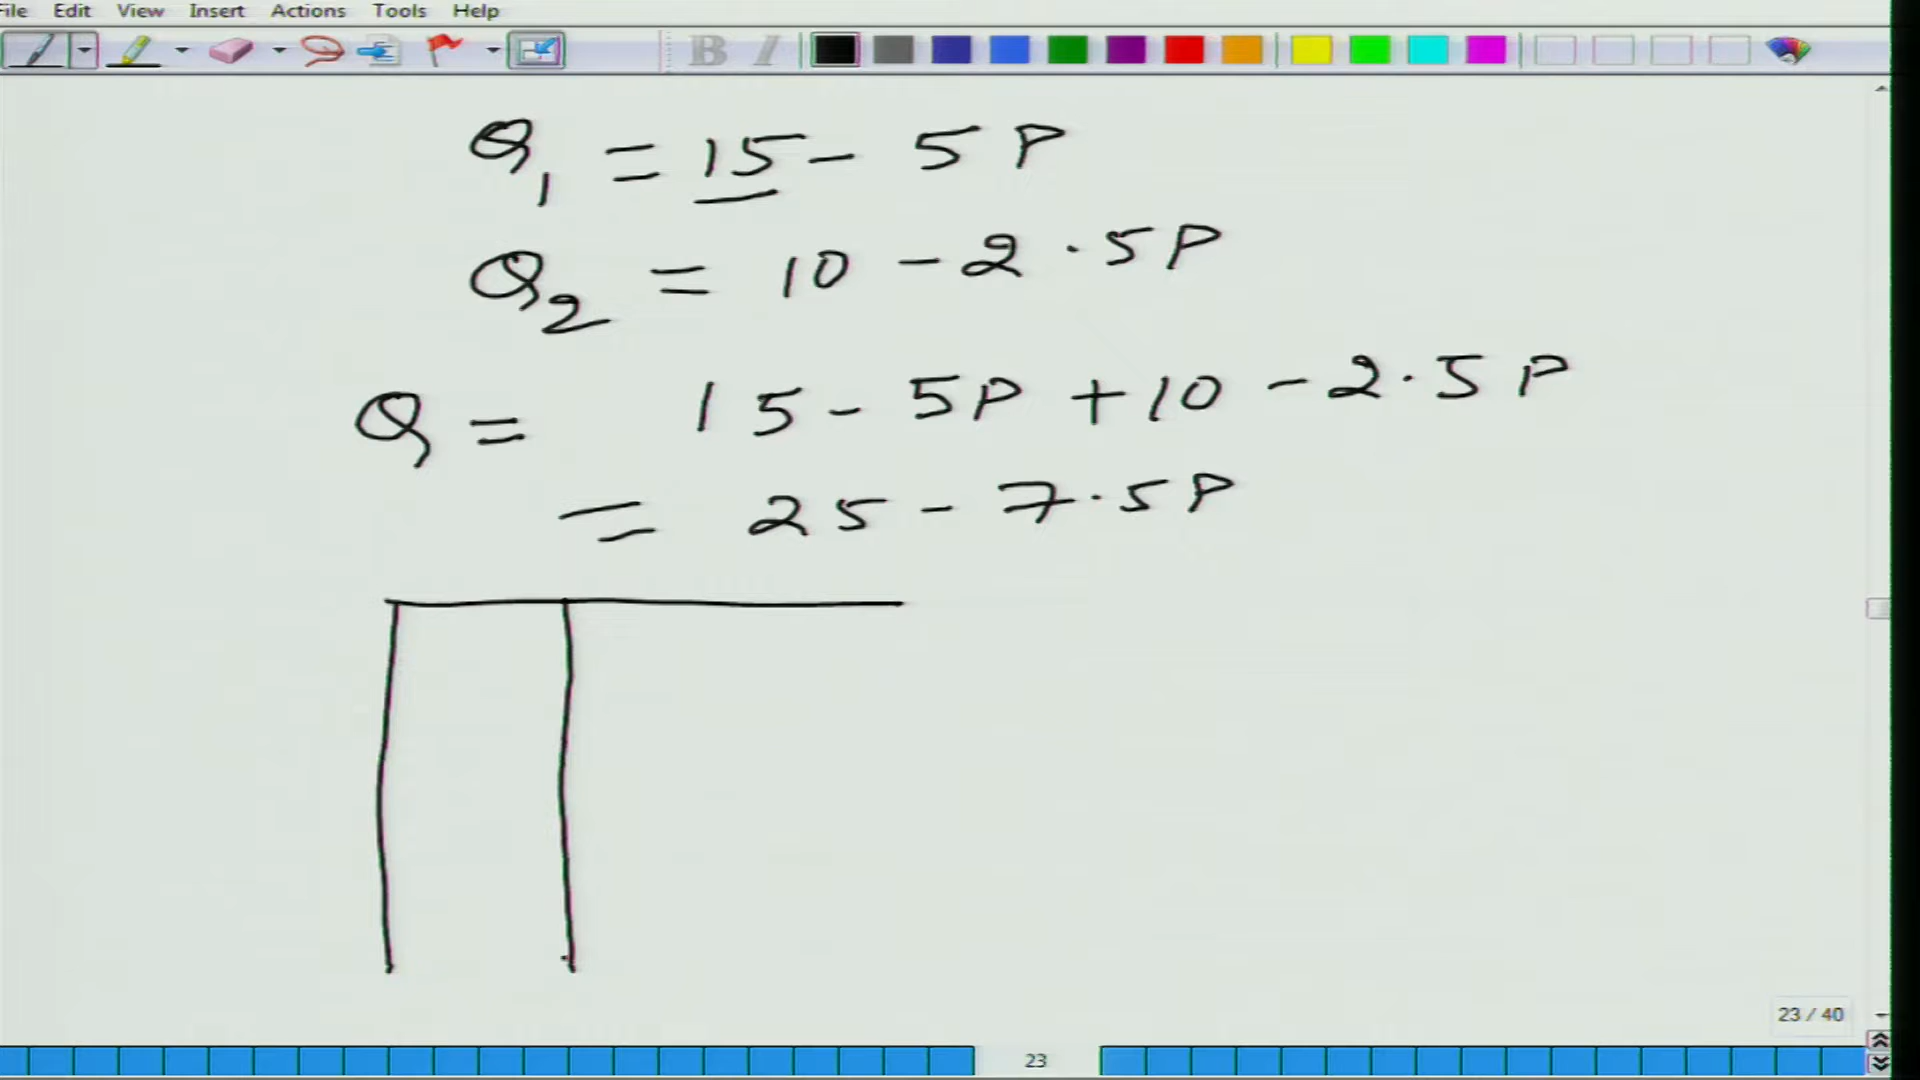 File Edit View Insert Actions Tools Help
B I
Q₁ = 15 - 5P
Q₂ = 10 - 2.5P
Q = 15 - 5P + 10 - 2.5P
= 25 - 7.5P
23 / 40
23